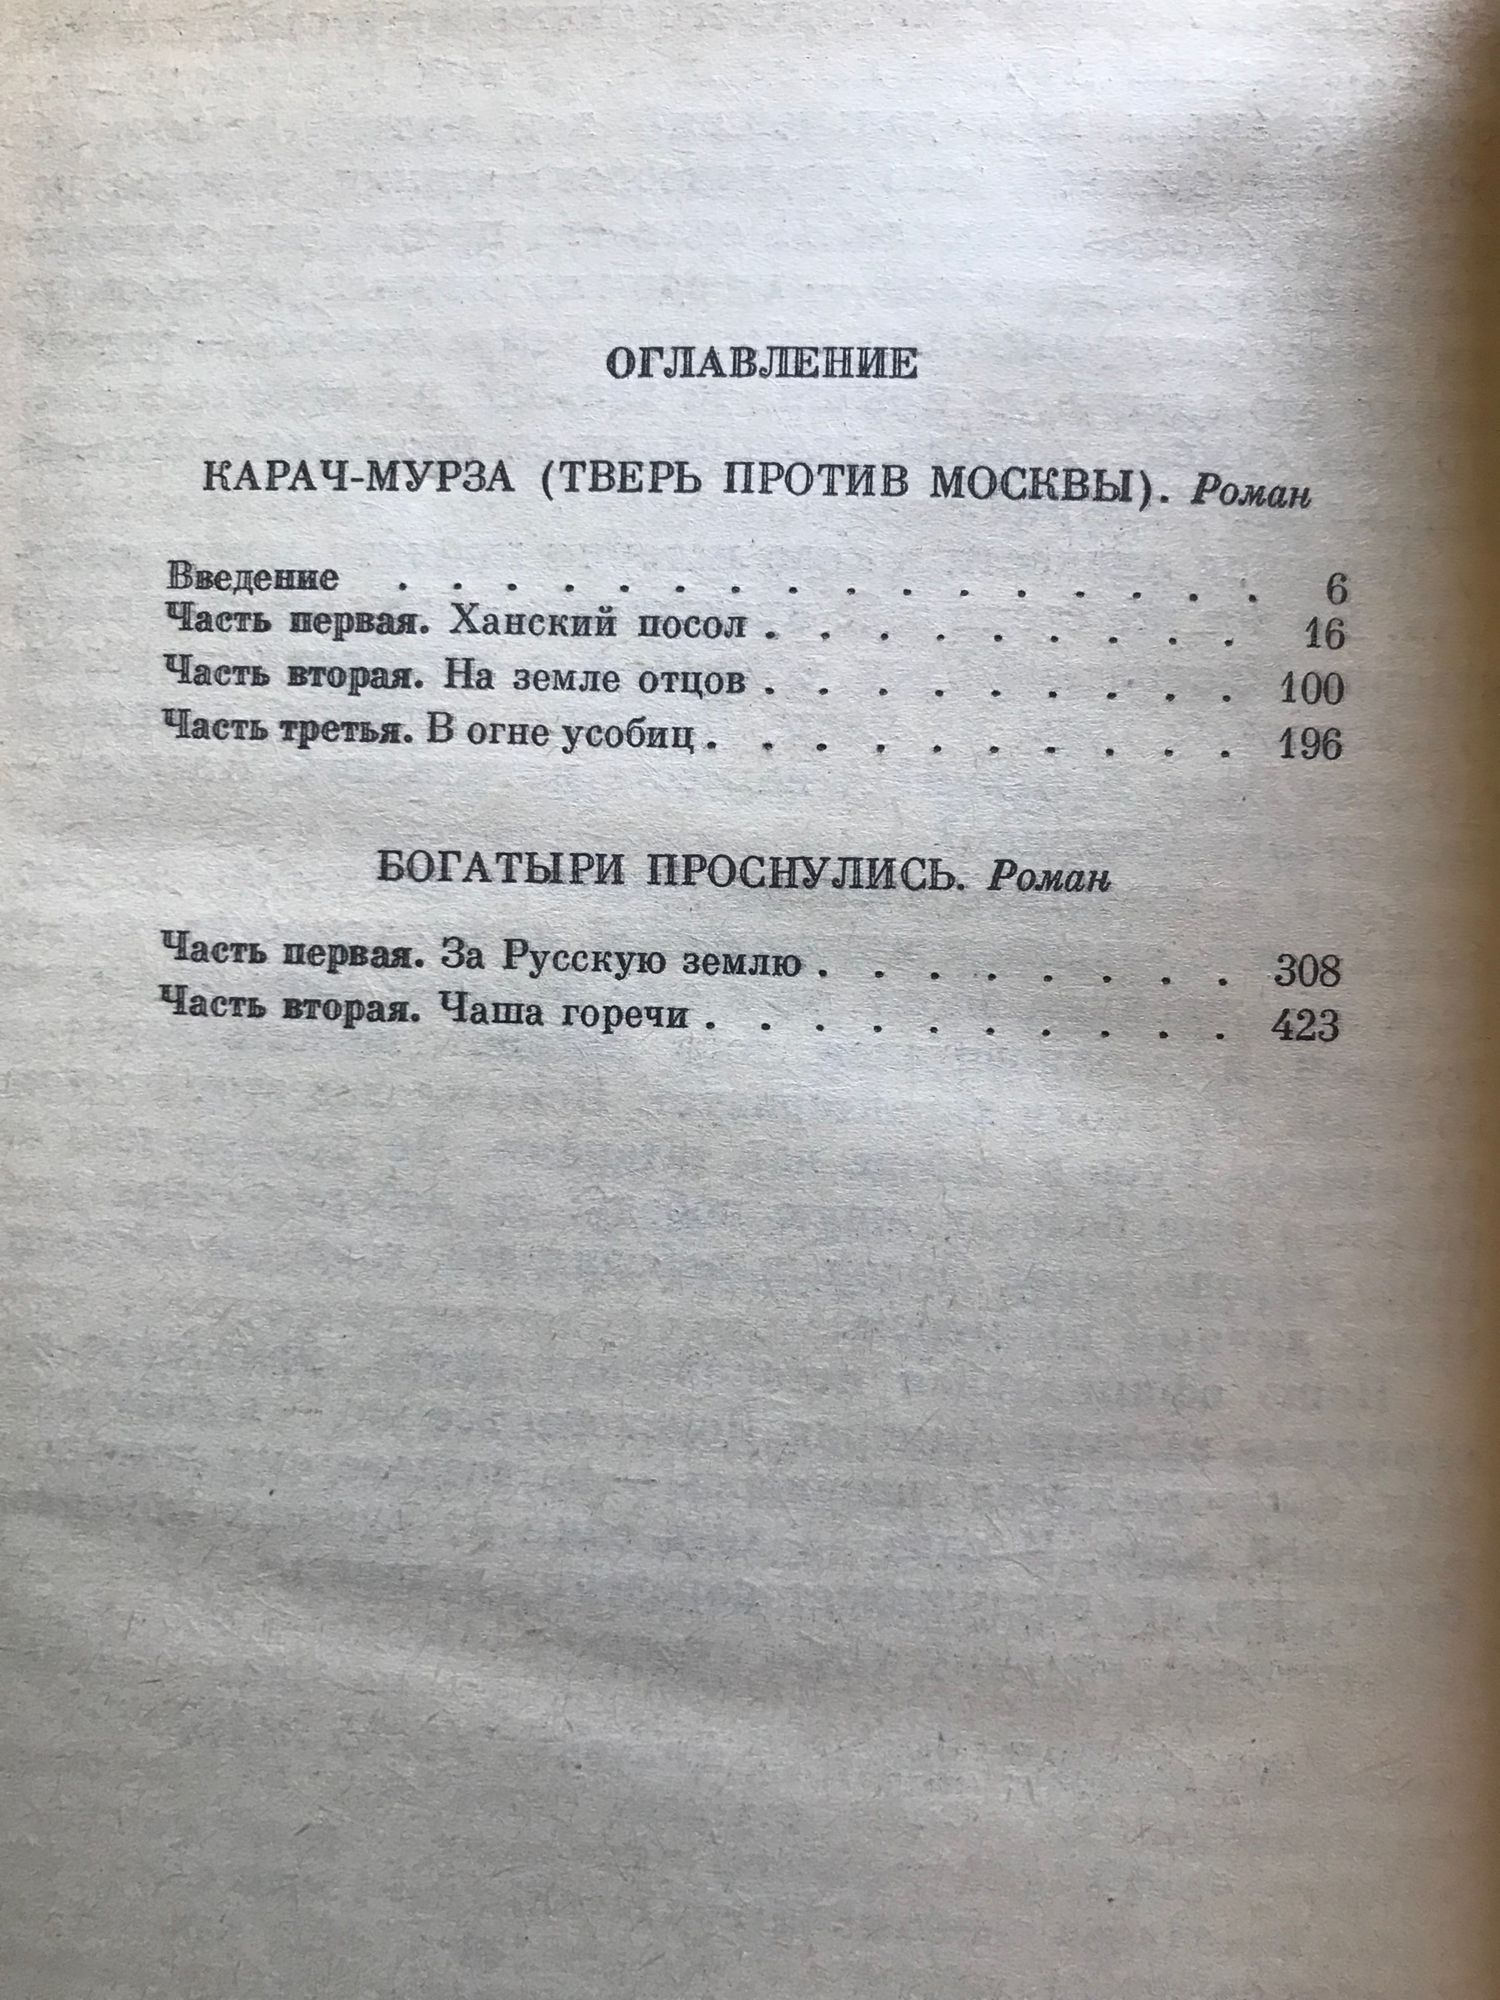 ОГЛАВЛЕНИЕ
КАРАЧ-МУРЗА (ТВЕРЬ ПРОТИВ МОСКВЫ). Роман
Введение . . . . . . . . . . . . . . . . 6
Часть первая. Ханский посол . . . . . . . . . 16
Часть вторая. На земле отцов . . . . . . . . . 100
Часть третья. В огне усобиц . . . . . . . . . . 196
БОГАТЫРИ ПРОСНУЛИСЬ. Роман
Часть первая. За Русскую землю . . . . . . . . 308
Часть вторая. Чаша горечи . . . . . . . . . . 423